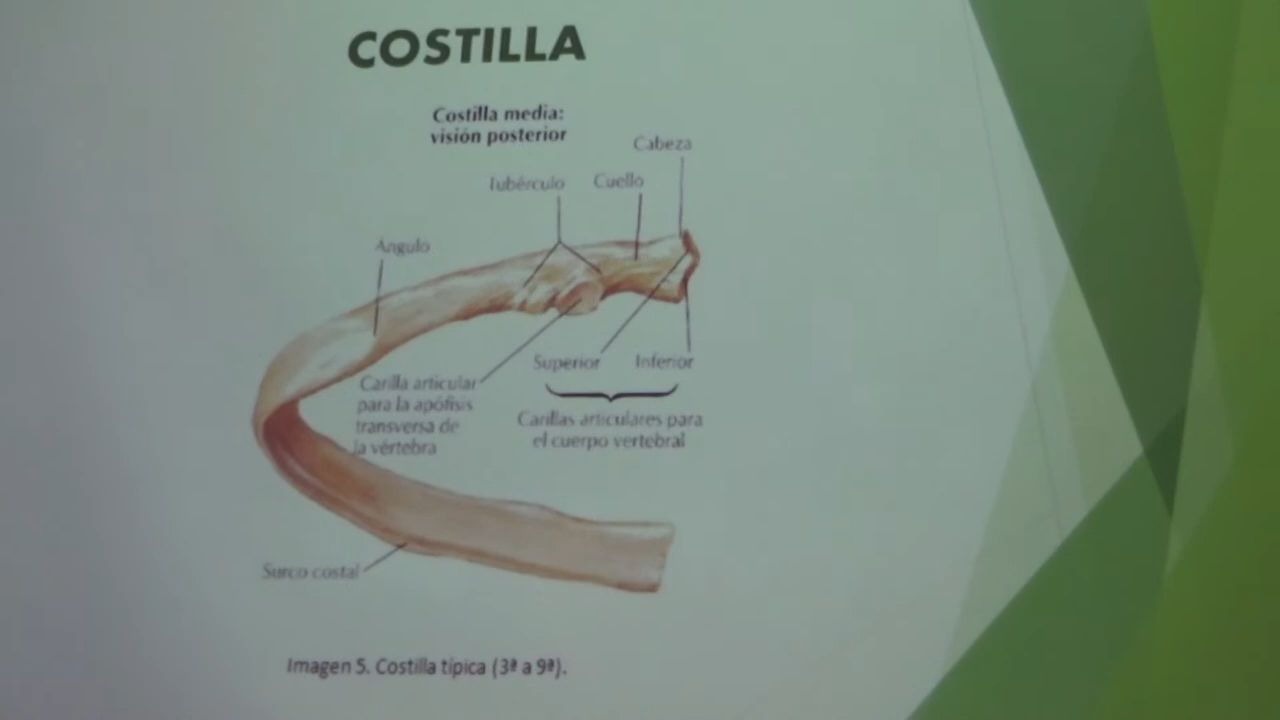 COSTILLA
Costilla media:
visión posterior
Cabeza
Tubérculo
Cuello
Ángulo
Superior
Inferior
Carilla articular
para la apófisis
transversa de
la vértebra
Carillas articulares para
el cuerpo vertebral
Surco costal
Imagen 5. Costilla típica (3ª a 9ª).